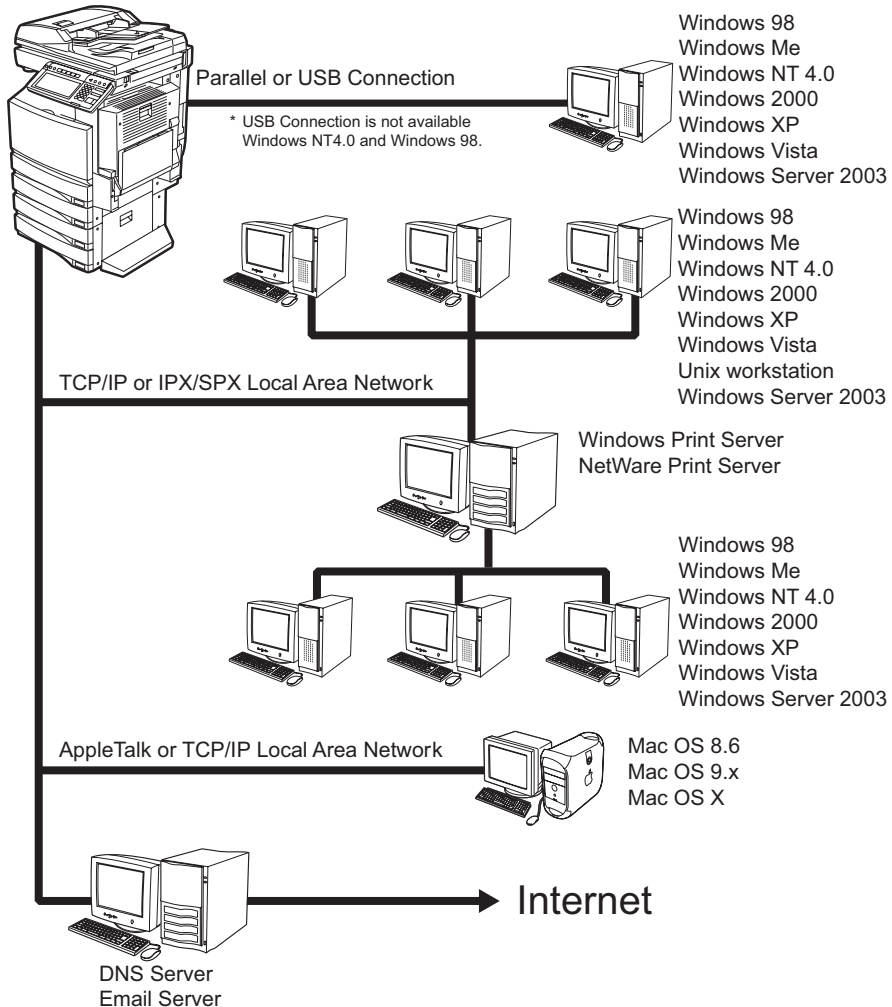 Windows 98
Windows Me
Windows NT 4.0
Windows 2000
Windows XP
Windows Vista
Windows Server 2003
Parallel or USB Connection
* USB Connection is not available
Windows NT4.0 and Windows 98.
Windows 98
Windows Me
Windows NT 4.0
Windows 2000
Windows XP
Windows Vista
Unix workstation
Windows Server 2003
TCP/IP or IPX/SPX Local Area Network
Windows Print Server
NetWare Print Server
Windows 98
Windows Me
Windows NT 4.0
Windows 2000
Windows XP
Windows Vista
Windows Server 2003
AppleTalk or TCP/IP Local Area Network
Mac OS 8.6
Mac OS 9.x
Mac OS X
Internet
DNS Server
Email Server